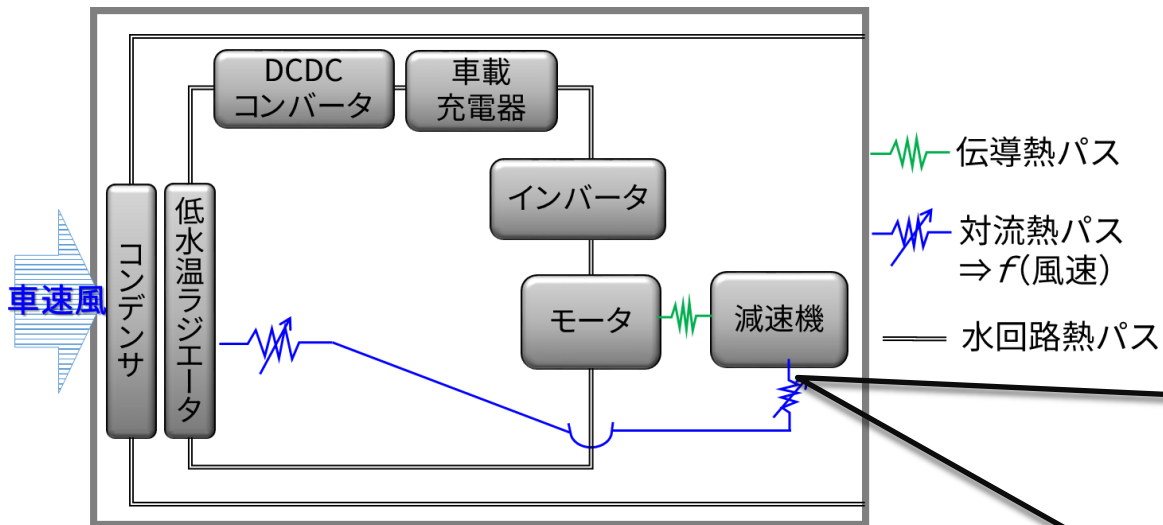 DCDC
コンバータ
車載
充電器
インバータ
コンデンサ
低水温ラジエータ
車速風
モータ
減速機
伝導熱パス
対流熱パス
⇒f(風速)
水回路熱パス